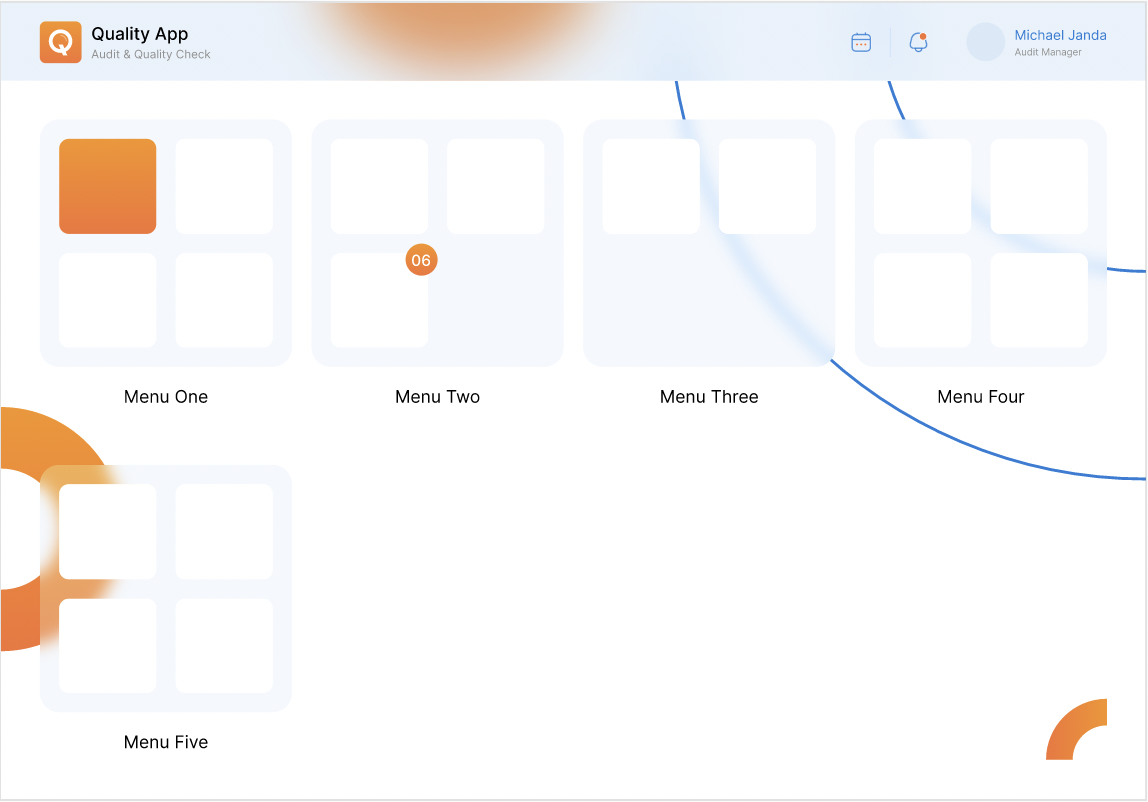 Quality App
Audit & Quality Check
Michael Janda
Audit Manager
06
Menu One
Menu Two
Menu Three
Menu Four
Menu Five